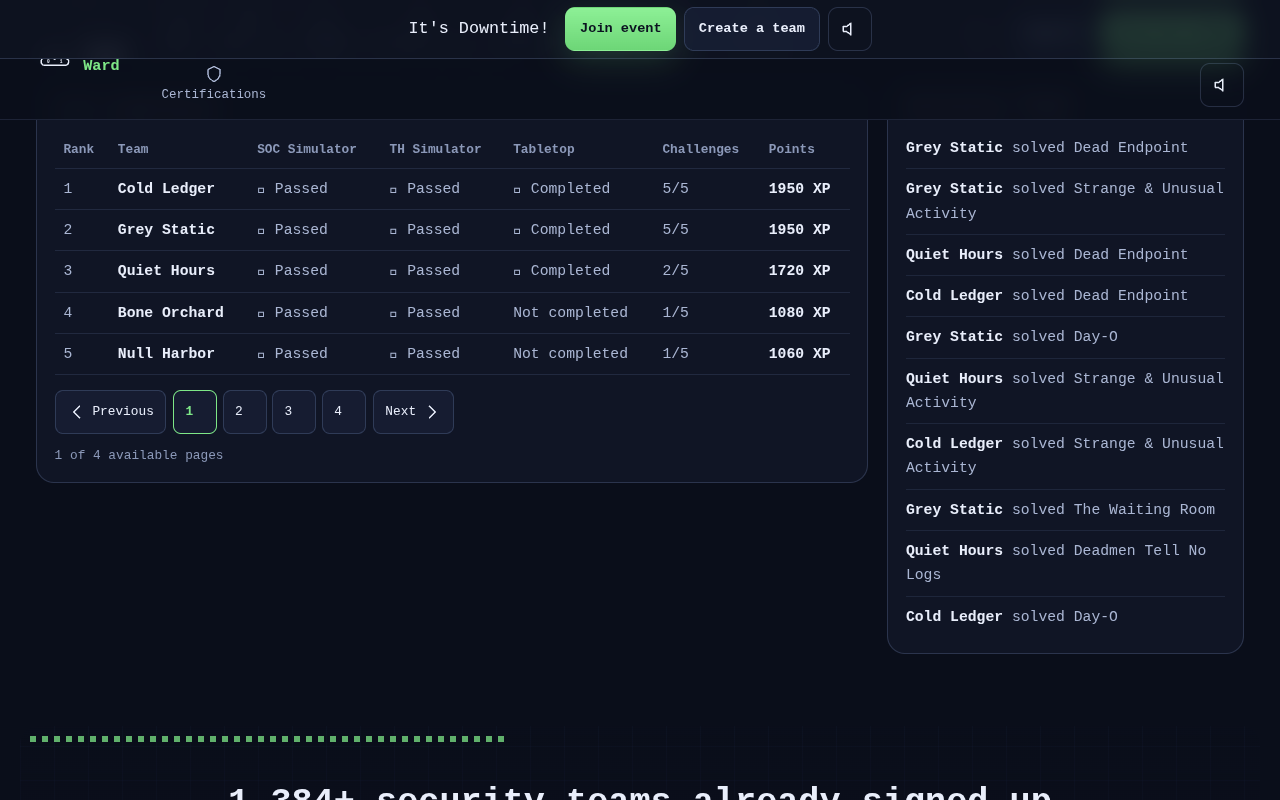 It's Downtime! Join event Create a team
Ward
Certifications
Rank Team SOC Simulator TH Simulator Tabletop Challenges Points
1 Cold Ledger Passed Passed Completed 5/5 1950 XP
2 Grey Static Passed Passed Completed 5/5 1950 XP
3 Quiet Hours Passed Passed Completed 2/5 1720 XP
4 Bone Orchard Passed Passed Not completed 1/5 1080 XP
5 Null Harbor Passed Passed Not completed 1/5 1060 XP
Previous 1 2 3 4 Next
1 of 4 available pages
Grey Static solved Dead Endpoint
Grey Static solved Strange & Unusual
Activity
Quiet Hours solved Dead Endpoint
Cold Ledger solved Dead Endpoint
Grey Static solved Day-O
Quiet Hours solved Strange & Unusual
Activity
Cold Ledger solved Strange & Unusual
Activity
Grey Static solved The Waiting Room
Quiet Hours solved Deadmen Tell No
Logs
Cold Ledger solved Day-O
1,384+ security teams already signed up